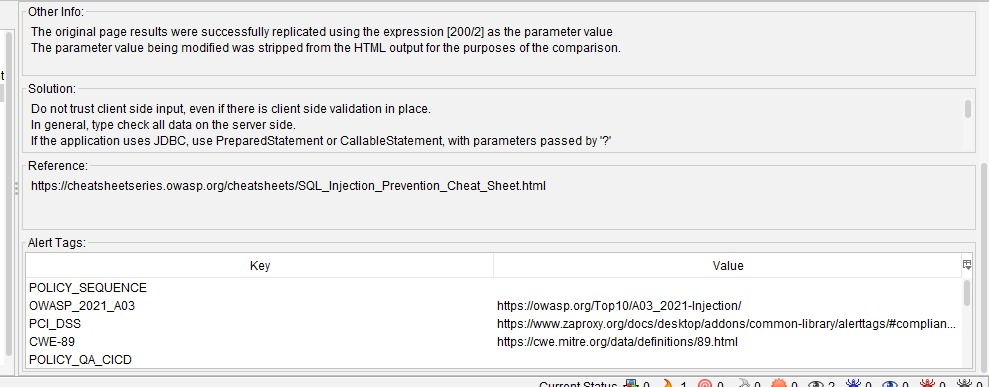 Other Info:
The original page results were successfully replicated using the expression [200/2] as the parameter value
The parameter value being modified was stripped from the HTML output for the purposes of the comparison.
Solution:
Do not trust client side input, even if there is client side validation in place.
In general, type check all data on the server side.
If the application uses JDBC, use PreparedStatement or CallableStatement, with parameters passed by '?'
Reference:
https://cheatsheetseries.owasp.org/cheatsheets/SQL_Injection_Prevention_Cheat_Sheet.html
Alert Tags:
Key Value
POLICY_SEQUENCE
OWASP_2021_A03 https://owasp.org/Top10/A03_2021-Injection/
PCI_DSS https://www.zaproxy.org/docs/desktop/addons/common-library/alerttags/#complian...
CWE-89 https://cwe.mitre.org/data/definitions/89.html
POLICY_QA_CICD
Current Status 0 1 0 0 0 2 0 0 0 0